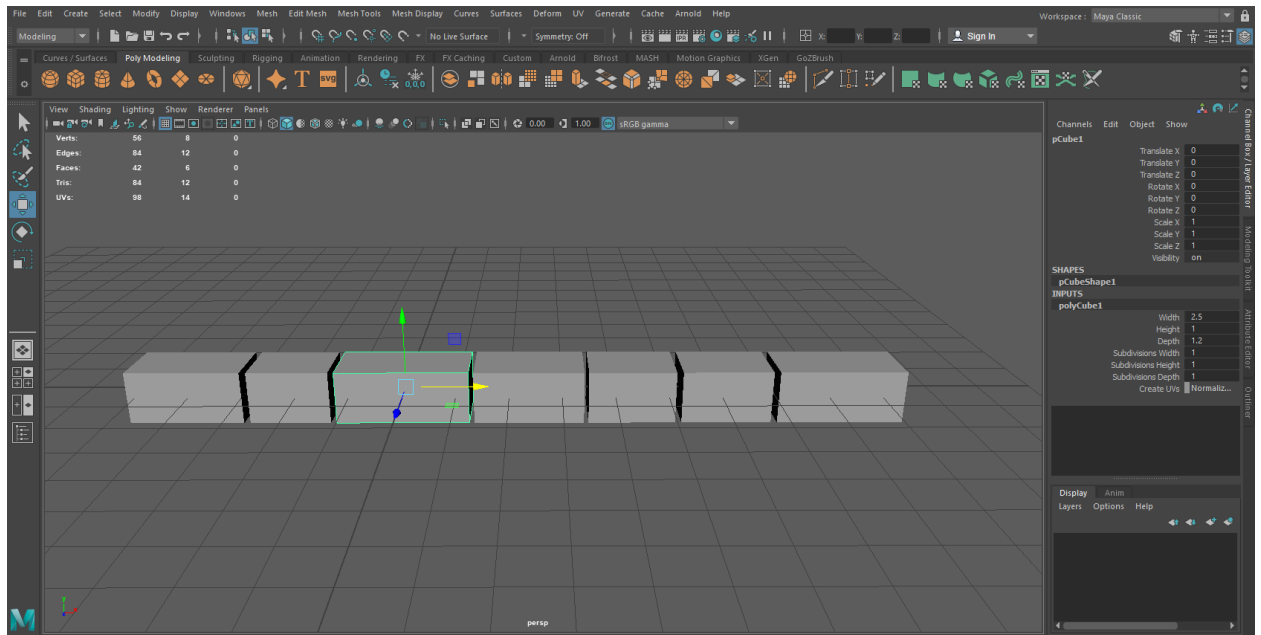 File Edit Create Select Modify Display Windows Mesh Edit Mesh Mesh Tools Mesh Display Curves Surfaces Deform UV Generate Cache Arnold Help
Workspace : Maya Classic
Modeling No Live Surface Symmetry: Off X: Y: Z: Sign In
Curves / Surfaces Poly Modeling Sculpting Rigging Animation Rendering FX FX Caching Custom Arnold Bifrost MASH Motion Graphics XGen GoZBrush
T svg 0,0,0
View Shading Lighting Show Renderer Panels
0.00 1.00 sRGB gamma
Verts: 56 8 0
Edges: 84 12 0
Faces: 42 6 0
Tris: 84 12 0
UVs: 98 14 0
y
persp
M
Channels Edit Object Show
pCube1
Translate X 0
Translate Y 0
Translate Z 0
Rotate X 0
Rotate Y 0
Rotate Z 0
Scale X 1
Scale Y 1
Scale Z 1
Visibility on
SHAPES
pCubeShape1
INPUTS
polyCube1
Width 2.5
Height 1
Depth 1.2
Subdivisions Width 1
Subdivisions Height 1
Subdivisions Depth 1
Create UVs Normaliz...
Display Anim
Layers Options Help
Channel Box / Layer Editor
Modeling Toolkit
Attribute Editor
Outliner